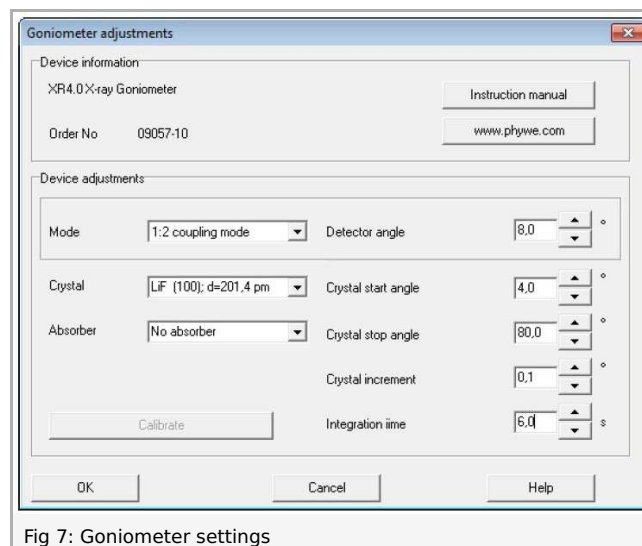 Goniometer adjustments
Device information
XR4.0 X-ray Goniometer
Instruction manual
Order No 09057-10
www.phywe.com
Device adjustments
Mode 1:2 coupling mode Detector angle 8,0 °
Crystal LiF (100); d=201,4 pm Crystal start angle 4,0 °
Absorber No absorber Crystal stop angle 80,0 °
Crystal increment 0,1 °
Calibrate Integration iime 6,0 s
OK Cancel Help
Fig 7: Goniometer settings